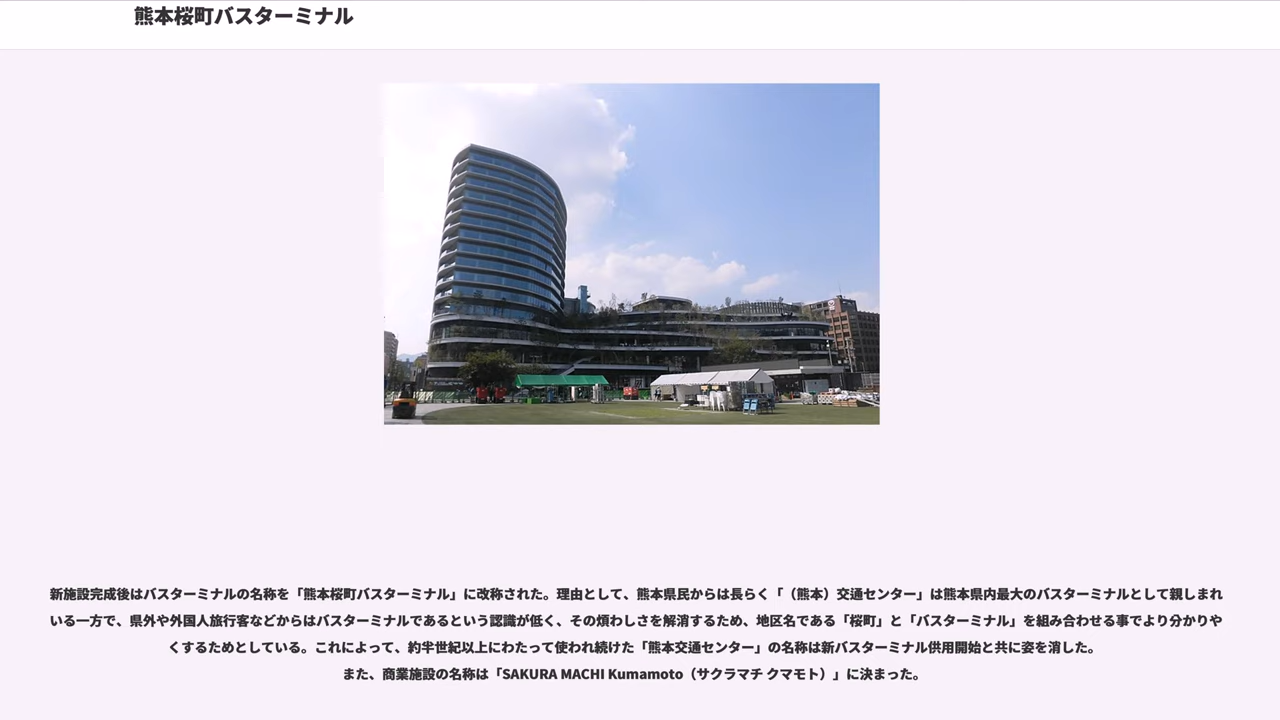 熊本桜町バスターミナル
新施設完成後はバスターミナルの名称を「熊本桜町バスターミナル」に改称された。理由として、熊本県民からは長らく「（熊本）交通センター」は熊本県内最大のバスターミナルとして親しまれ
いる一方で、県外や外国人旅行客などからはバスターミナルであるという認識が低く、その煩わしさを解消するため、地区名である「桜町」と「バスターミナル」を組み合わせる事でより分かりや
くするためとしている。これによって、約半世紀以上にわたって使われ続けた「熊本交通センター」の名称は新バスターミナル供用開始と共に姿を消した。
また、商業施設の名称は「SAKURA MACHI Kumamoto（サクラマチ クマモト）」に決まった。